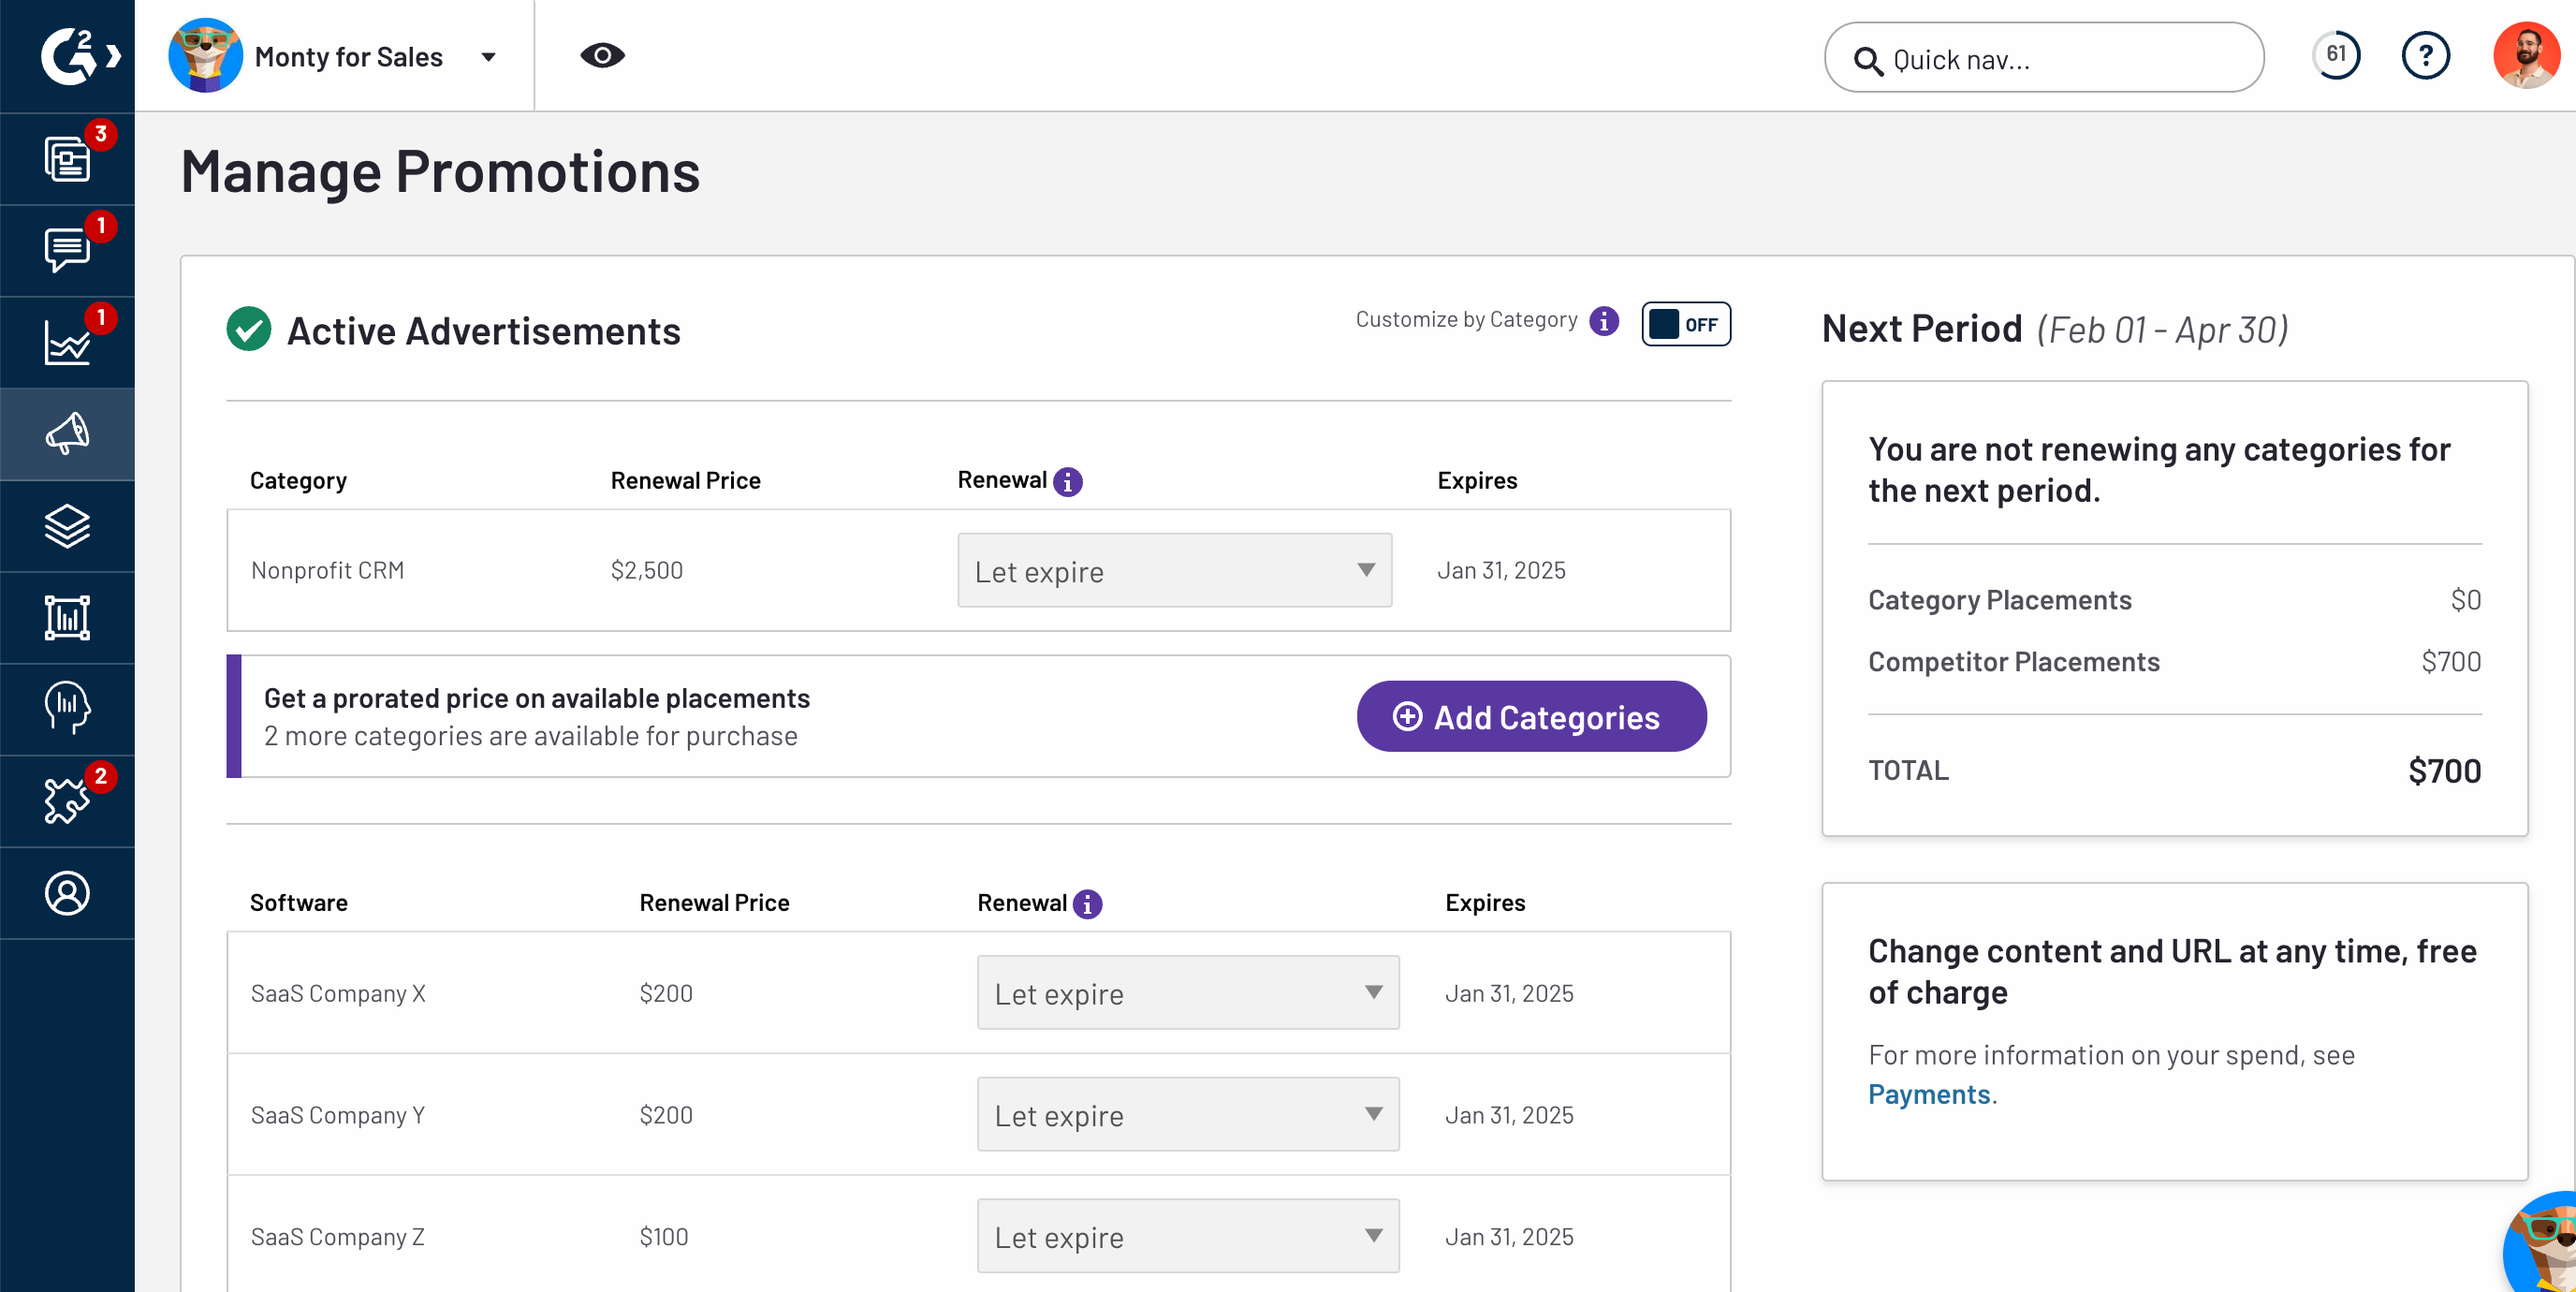 G2
Monty for Sales
Quick nav...
61
?
3
1
1
2
Manage Promotions
Active Advertisements
Customize by Category i
OFF
Category Renewal Price Renewal i Expires
Nonprofit CRM $2,500 Let expire Jan 31, 2025
Get a prorated price on available placements
2 more categories are available for purchase
Add Categories
Software Renewal Price Renewal i Expires
SaaS Company X $200 Let expire Jan 31, 2025
SaaS Company Y $200 Let expire Jan 31, 2025
SaaS Company Z $100 Let expire Jan 31, 2025
Next Period (Feb 01 - Apr 30)
You are not renewing any categories for
the next period.
Category Placements $0
Competitor Placements $700
TOTAL $700
Change content and URL at any time, free
of charge
For more information on your spend, see
Payments.